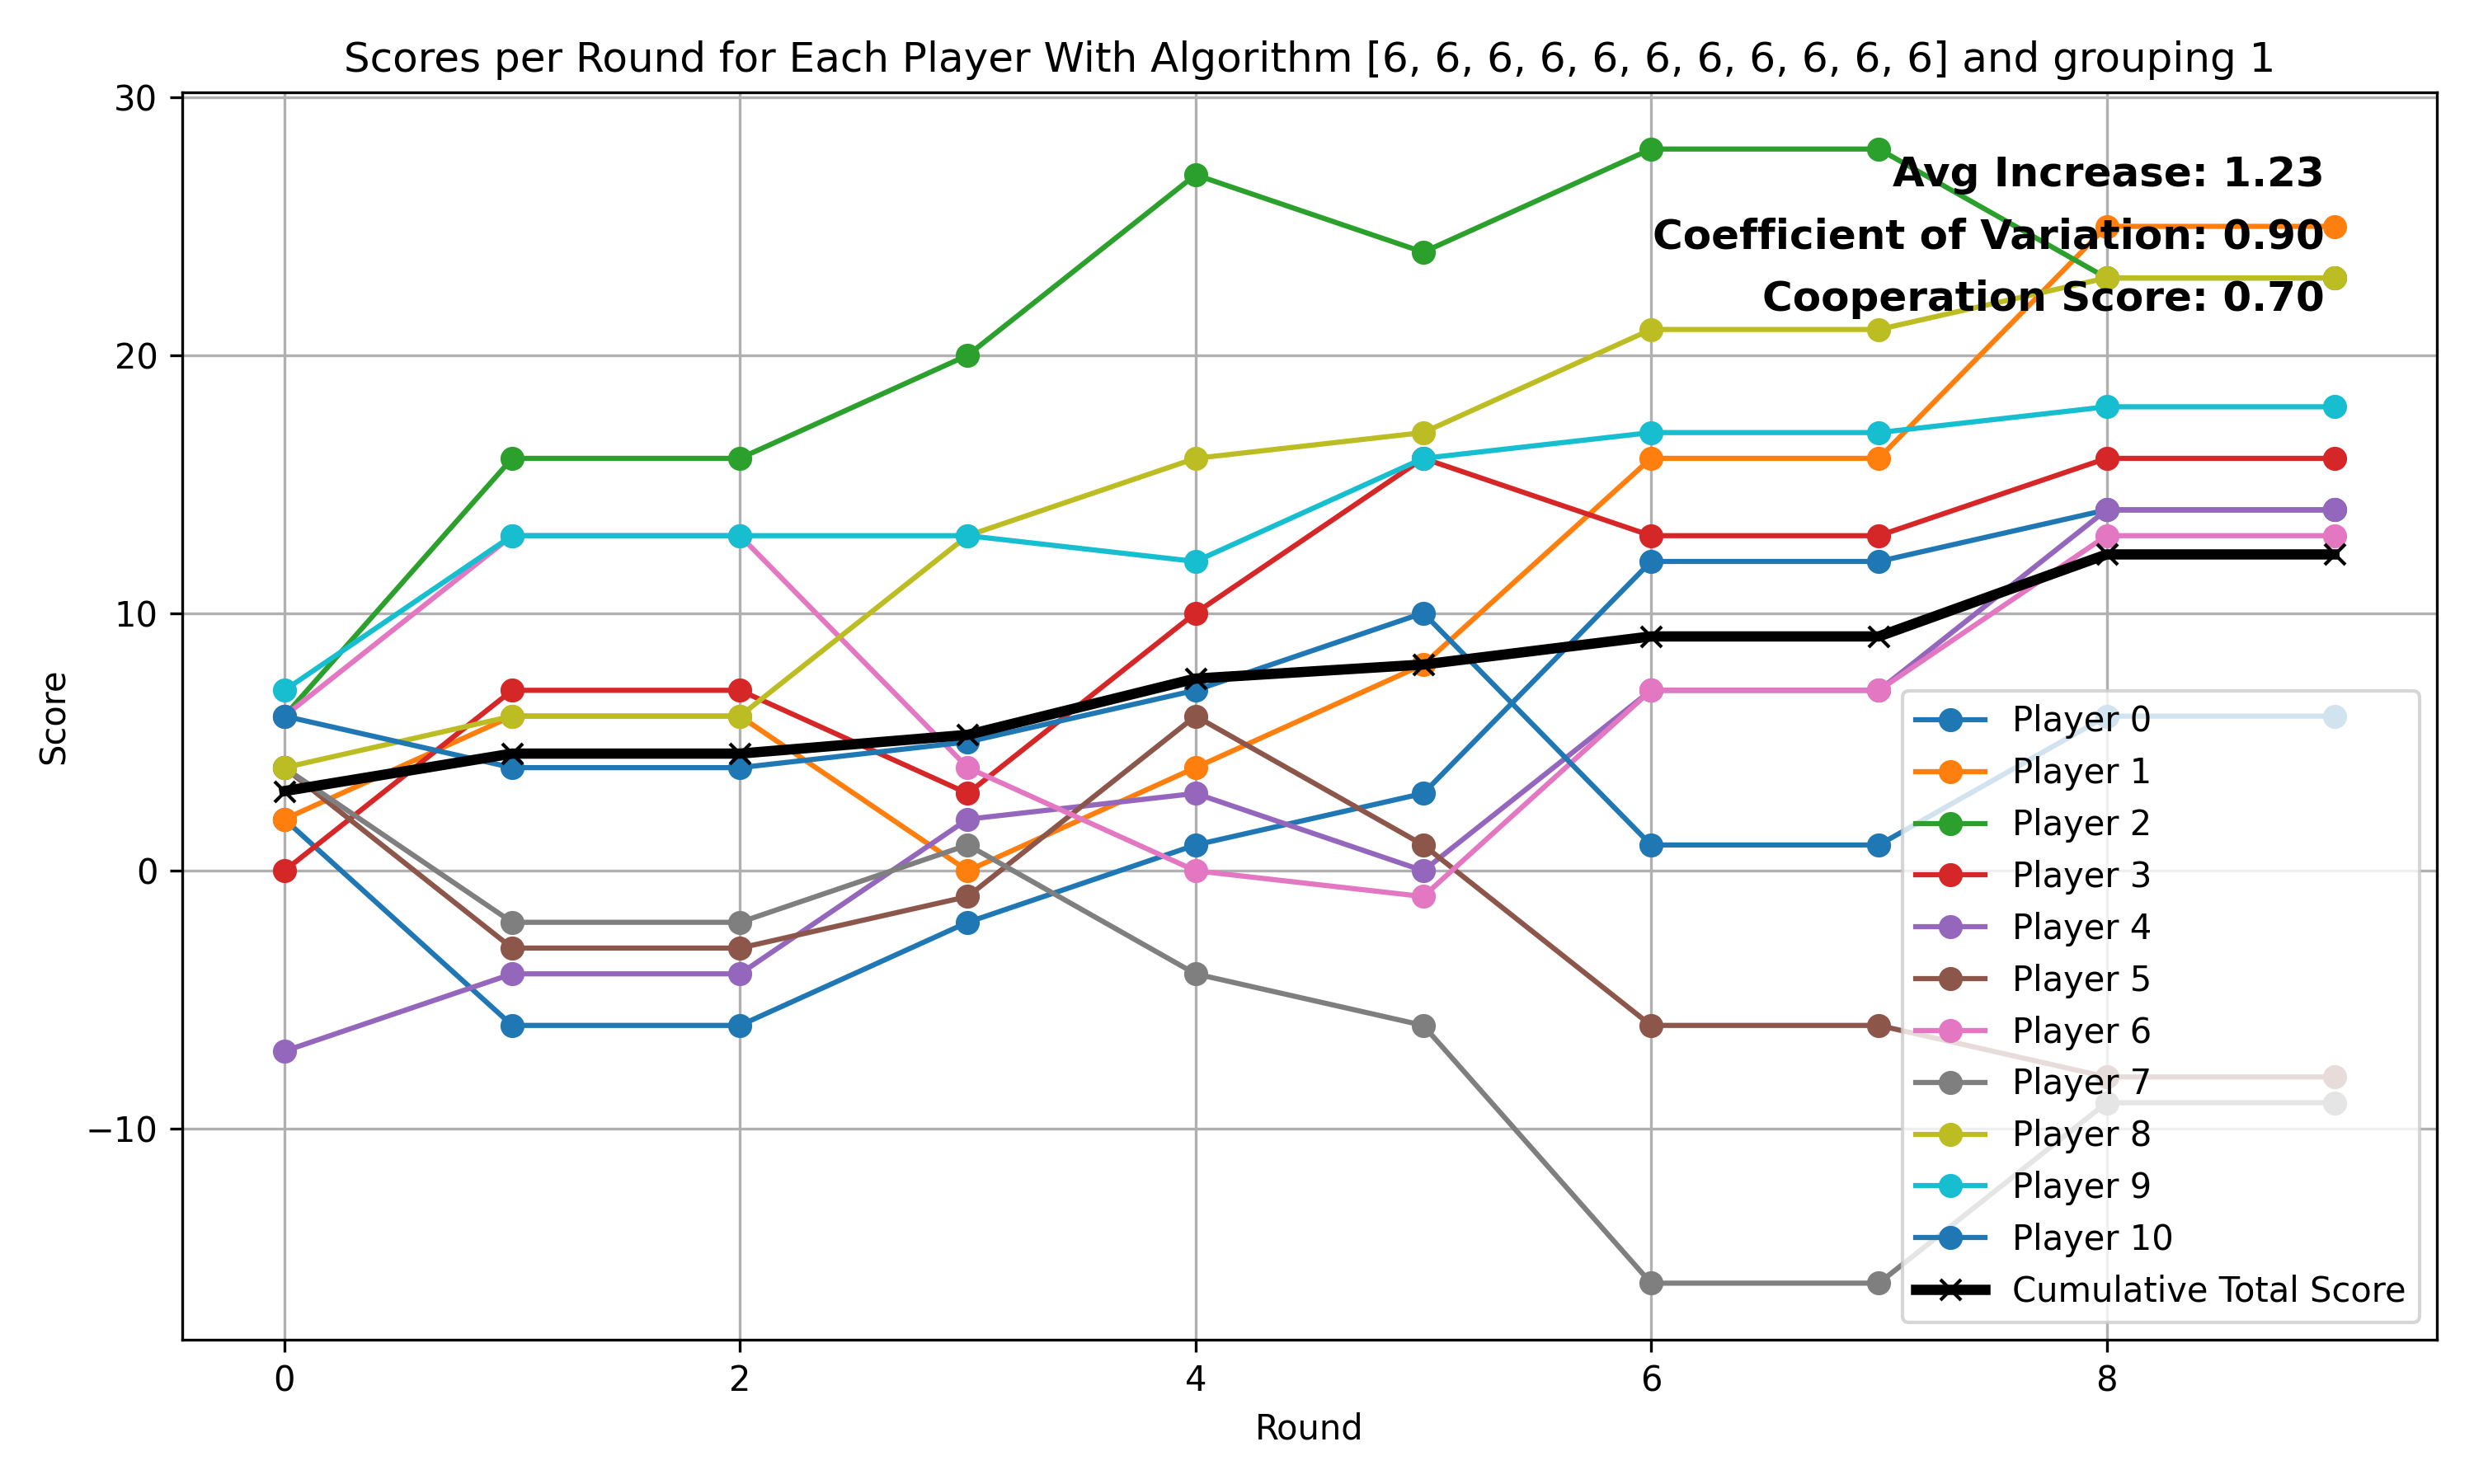 Scores per Round for Each Player With Algorithm [6, 6, 6, 6, 6, 6, 6, 6, 6, 6, 6] and grouping 1
30
20
10
0
−10
Score
Avg Increase: 1.23
Coefficient of Variation: 0.90
Cooperation Score: 0.70
Player 0
Player 1
Player 2
Player 3
Player 4
Player 5
Player 6
Player 7
Player 8
Player 9
Player 10
Cumulative Total Score
0 2 4 6 8
Round